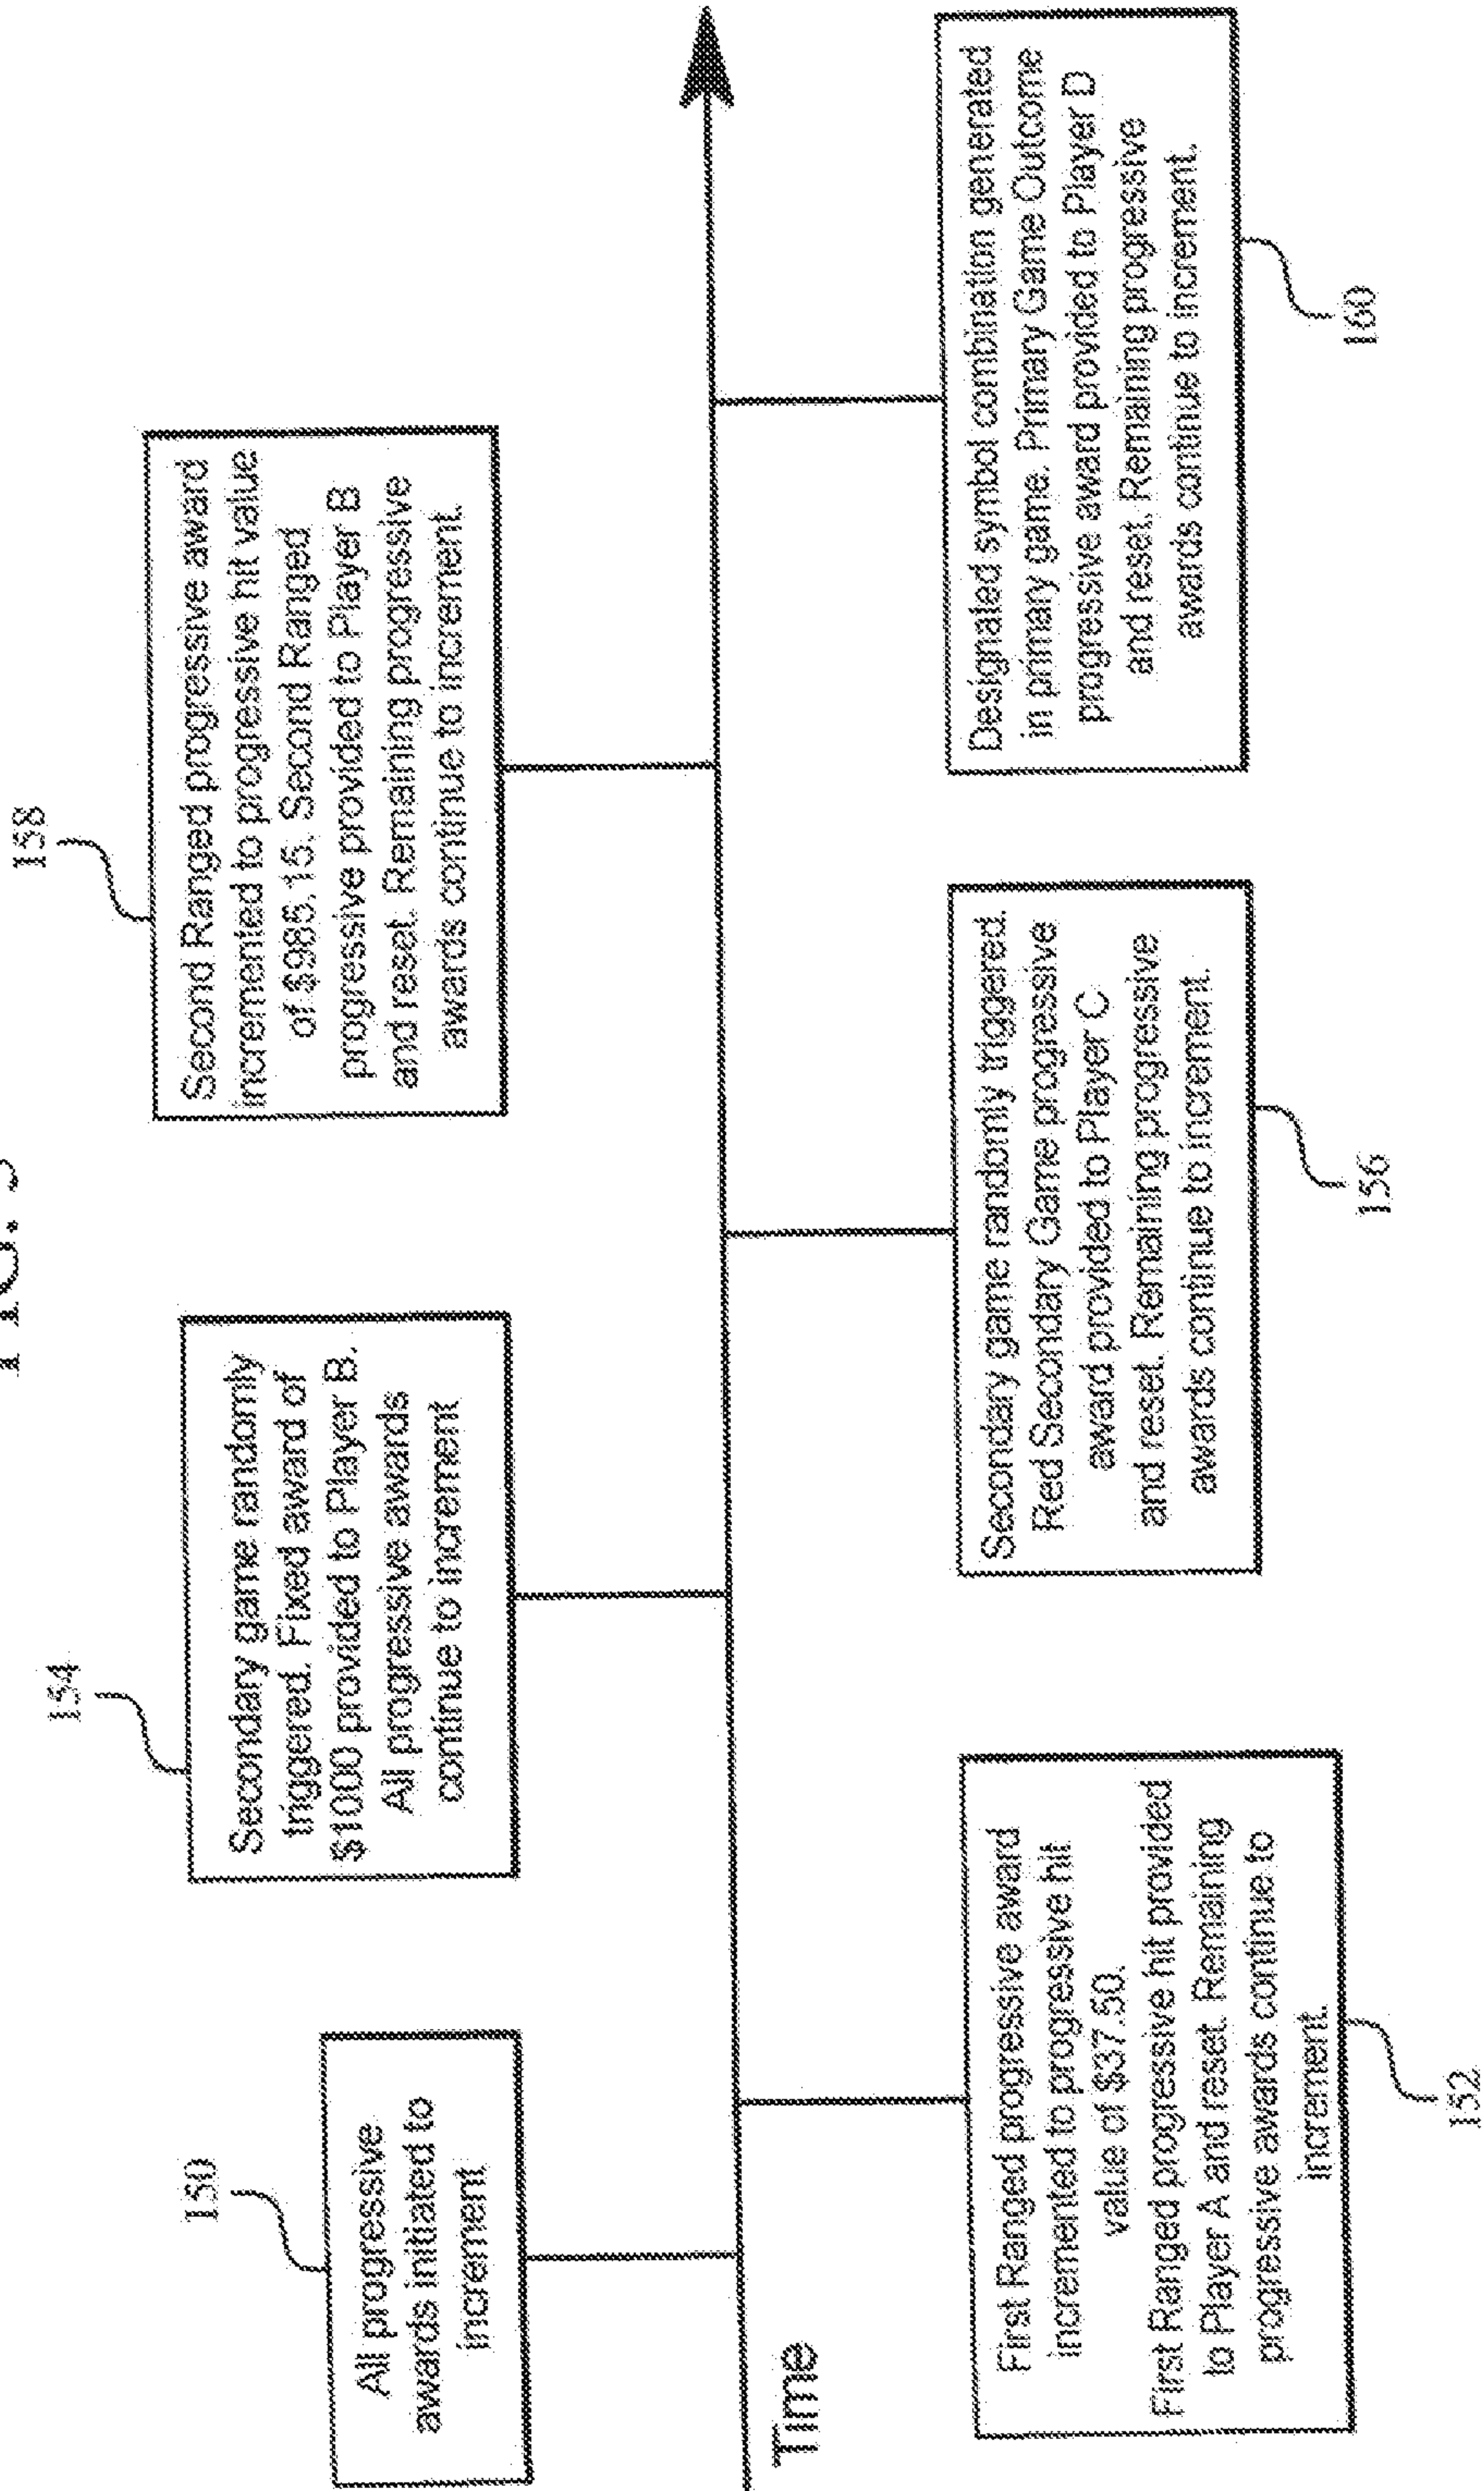 150
All progressive
awards initiated to
increment
154
Secondary game randomly
triggered. Fixed award of
$1000 provided to Player B.
All progressive awards
continue to increment
158
Second Ranged progressive award
incremented to progressive hit value
of $985.15. Second Ranged
progressive provided to Player B
and reset. Remaining progressive
awards continue to increment.
Time
First Ranged progressive award
incremented to progressive hit
value of $37.50.
First Ranged progressive hit provided
to Player A and reset. Remaining
progressive awards continue to
increment.
152
Secondary game randomly triggered.
Red Secondary Game progressive
award provided to Player C
and reset. Remaining progressive
awards continue to increment.
156
Designated symbol combination generated
in primary game. Primary Game Outcome
progressive award provided to Player D
and reset. Remaining progressive
awards continue to increment.
160